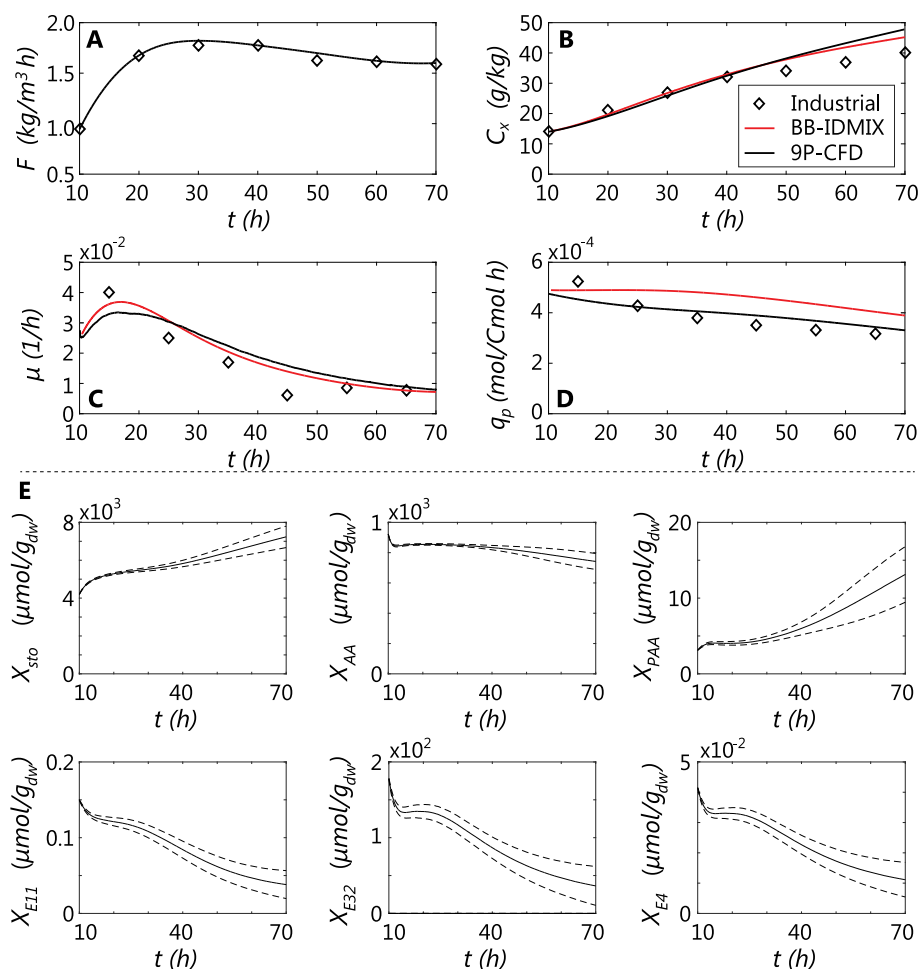 A
F (kg/m³ h)
2.0
1.5
1.0
0.5
10 20 30 40 50 60 70
t (h)
B
Cx (g/kg)
50
40
30
20
10
0
10 20 30 40 50 60 70
t (h)
Industrial
BB-IDMIX
9P-CFD
C
x10⁻²
μ (1/h)
5
4
3
2
1
0
10 20 30 40 50 60 70
t (h)
D
x10⁻⁴
qp (mol/Cmol h)
6
4
2
0
10 20 30 40 50 60 70
t (h)
E
x10³
Xsto (μmol/gdw)
8
4
0
10 40 70
t (h)
x10³
XAA (μmol/gdw)
1
0
10 40 70
t (h)
XPAA (μmol/gdw)
20
10
0
10 40 70
t (h)
XE11 (μmol/gdw)
0.2
0.1
0
10 40 70
t (h)
x10²
XE32 (μmol/gdw)
2
1
0
10 40 70
t (h)
x10⁻²
XE4 (μmol/gdw)
5
0
10 40 70
t (h)